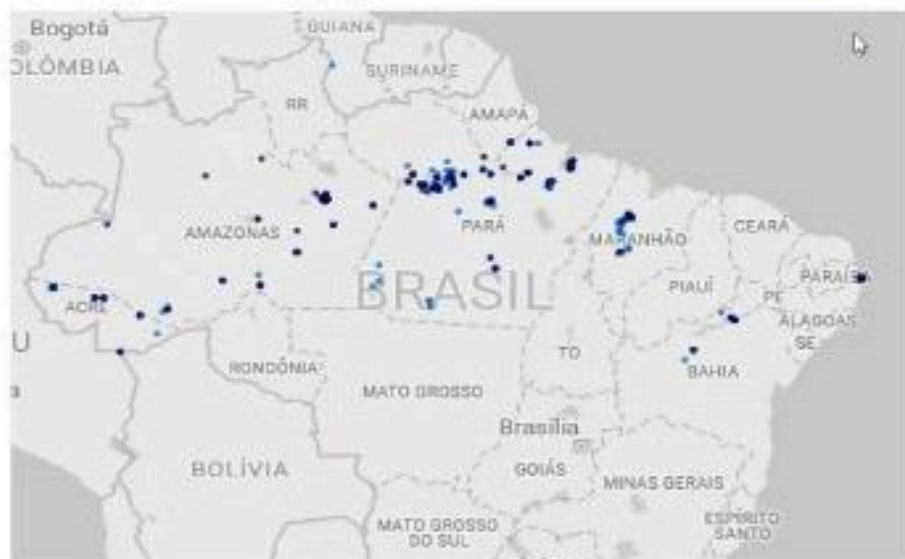 Bogotá
OLÔMBIA
GUIANA
SURINAME
RR
AMAPÁ
AMAZONAS
PARÁ
MARANHÃO
CEARÁ
PIAUÍ
PARAÍBA
PE
ALAGOAS
SE
ACRE
BRASIL
U
RONDÔNIA
TO
BAHIA
a
MATO GROSSO
Brasília
GOIÁS
BOLÍVIA
MINAS GERAIS
MATO GROSSO
DO SUL
ESPÍRITO
SANTO